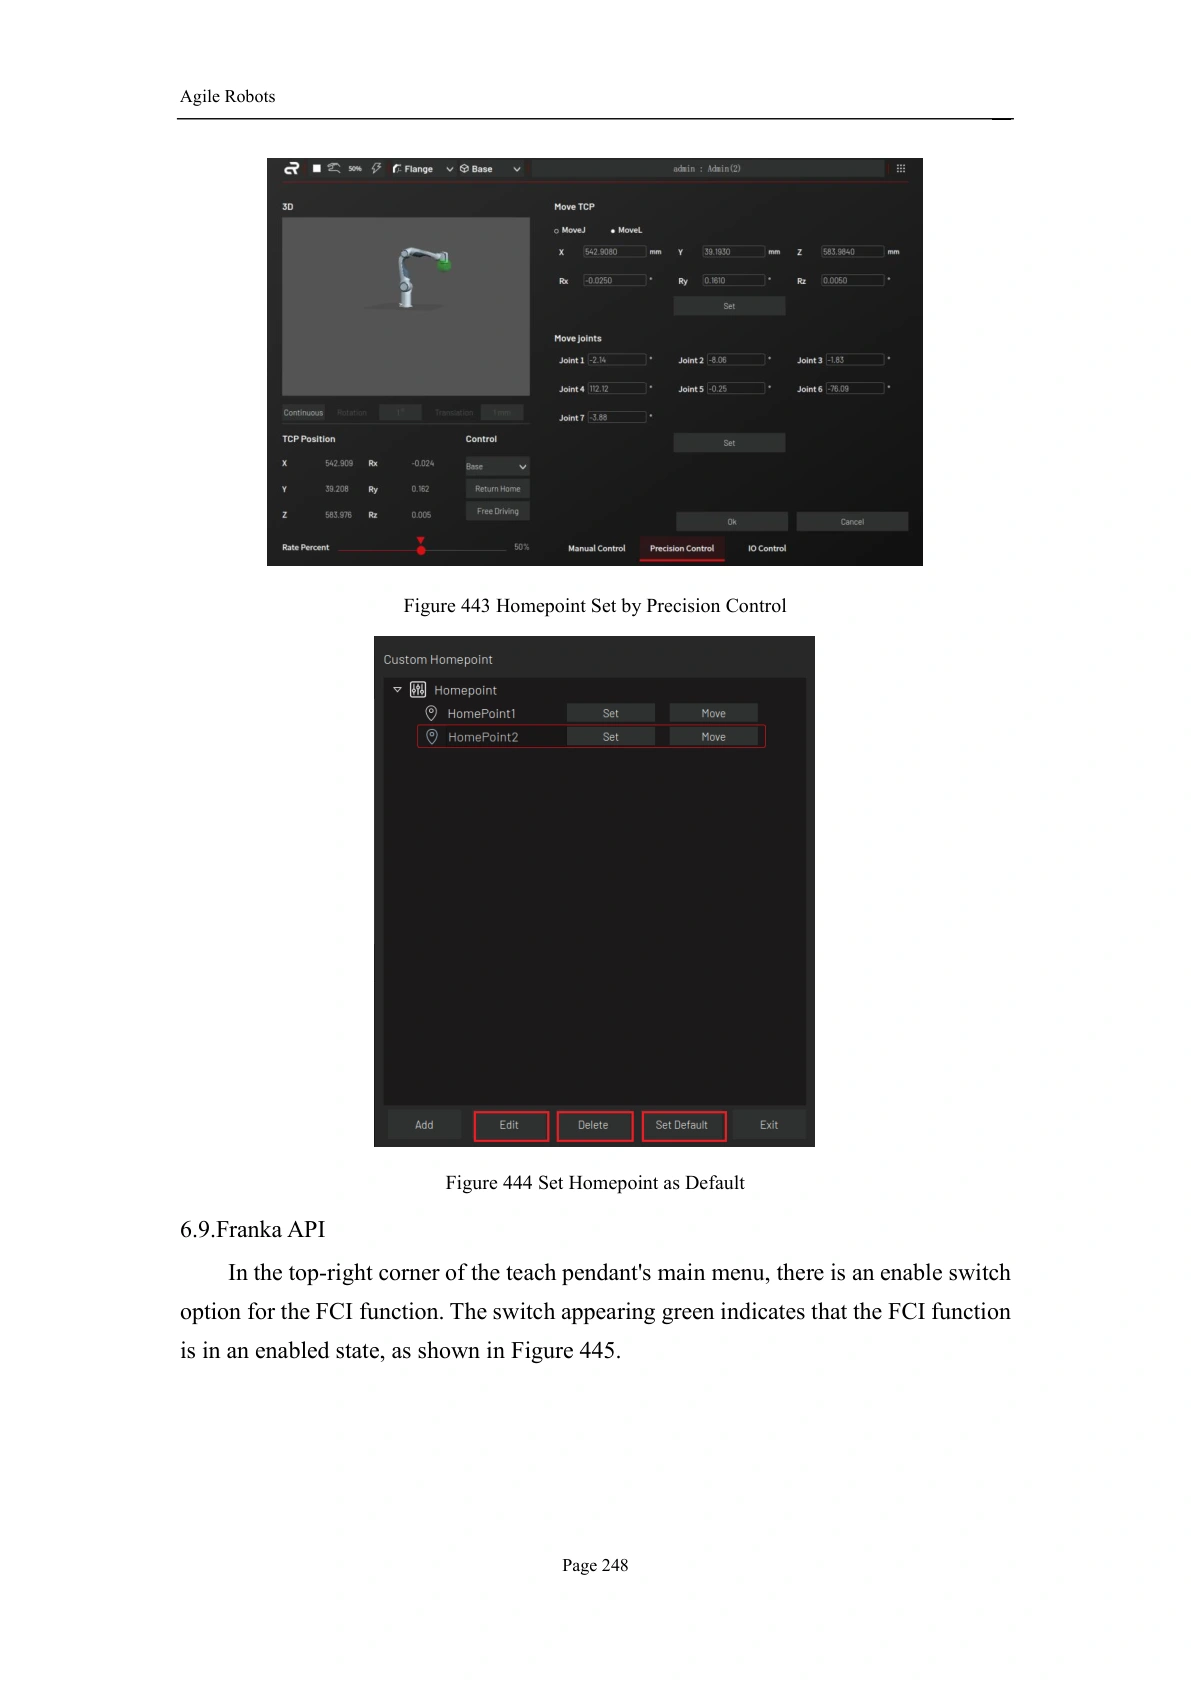 Agile Robots
50% Flange Base admin : Admin(2)
3D
Move TCP
MoveJ MoveL
X 542.9080 mm Y 39.1930 mm Z 583.9840 mm
Rx -0.0250 ° Ry 0.1610 ° Rz 0.0050 °
Set
Move joints
Joint 1 -2.14 ° Joint 2 -8.06 ° Joint 3 -1.83 °
Joint 4 112.12 ° Joint 5 -0.25 ° Joint 6 -76.09 °
Joint 7 -3.88 °
Set
Continuous Rotation 1° Translation 1mm
TCP Position Control
X 542.909 Rx -0.024 Base
Y 39.208 Ry 0.162 Return Home
Z 583.976 Rz 0.005 Free Driving
Ok Cancel
Rate Percent 50% Manual Control Precision Control IO Control
Figure 443 Homepoint Set by Precision Control
Custom Homepoint
Homepoint
HomePoint1 Set Move
HomePoint2 Set Move
Add Edit Delete Set Default Exit
Figure 444 Set Homepoint as Default
6.9.Franka API
In the top-right corner of the teach pendant's main menu, there is an enable switch
option for the FCI function. The switch appearing green indicates that the FCI function
is in an enabled state, as shown in Figure 445.
Page 248